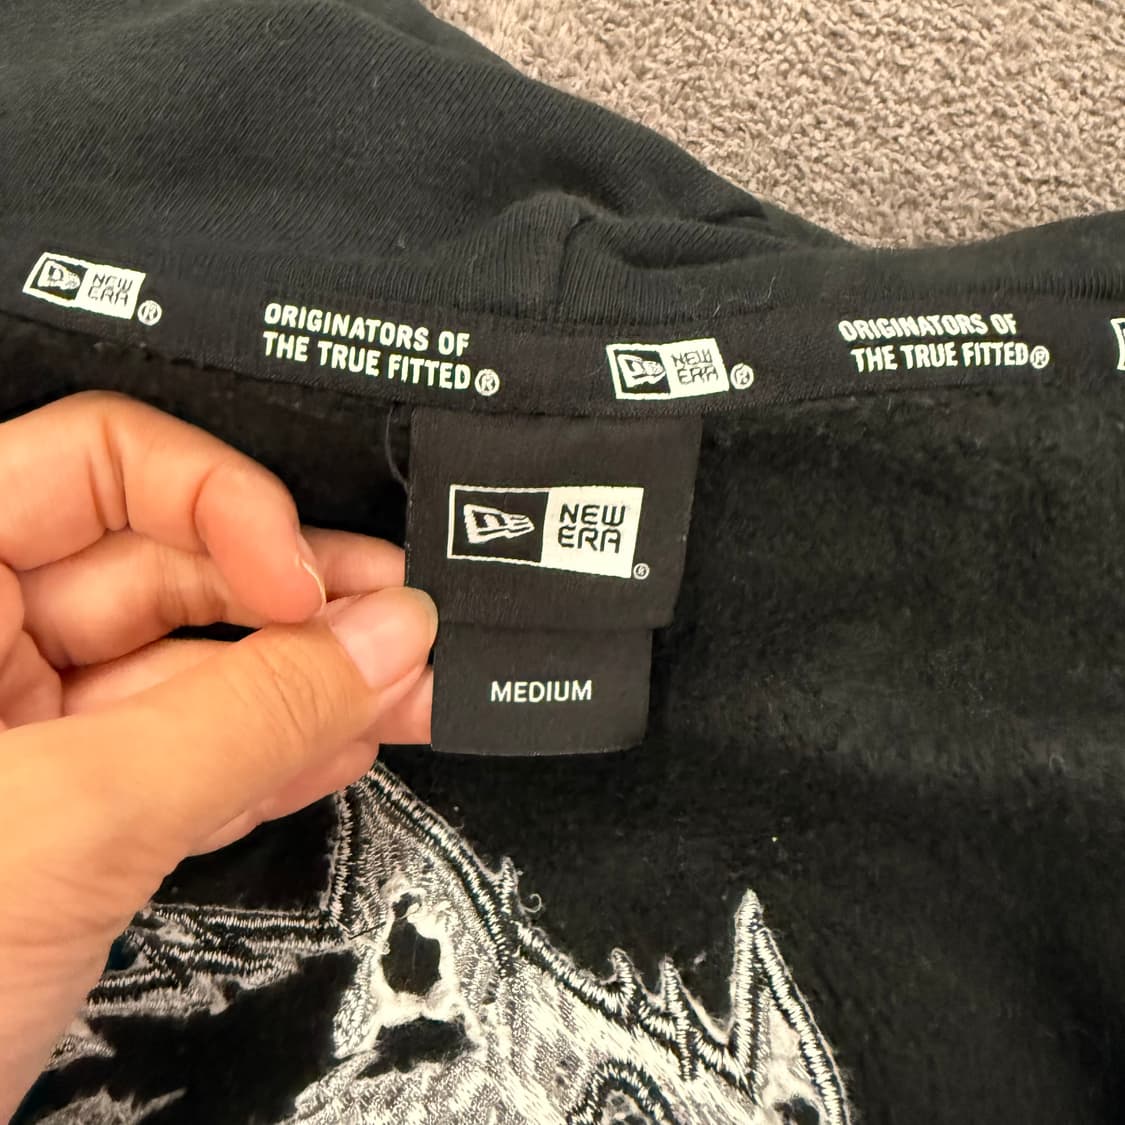 NEW
ERA®
ORIGINATORS OF
THE TRUE FITTED®
NEW
ERA®
ORIGINATORS OF
THE TRUE FITTED®
NEW
ERA®
MEDIUM